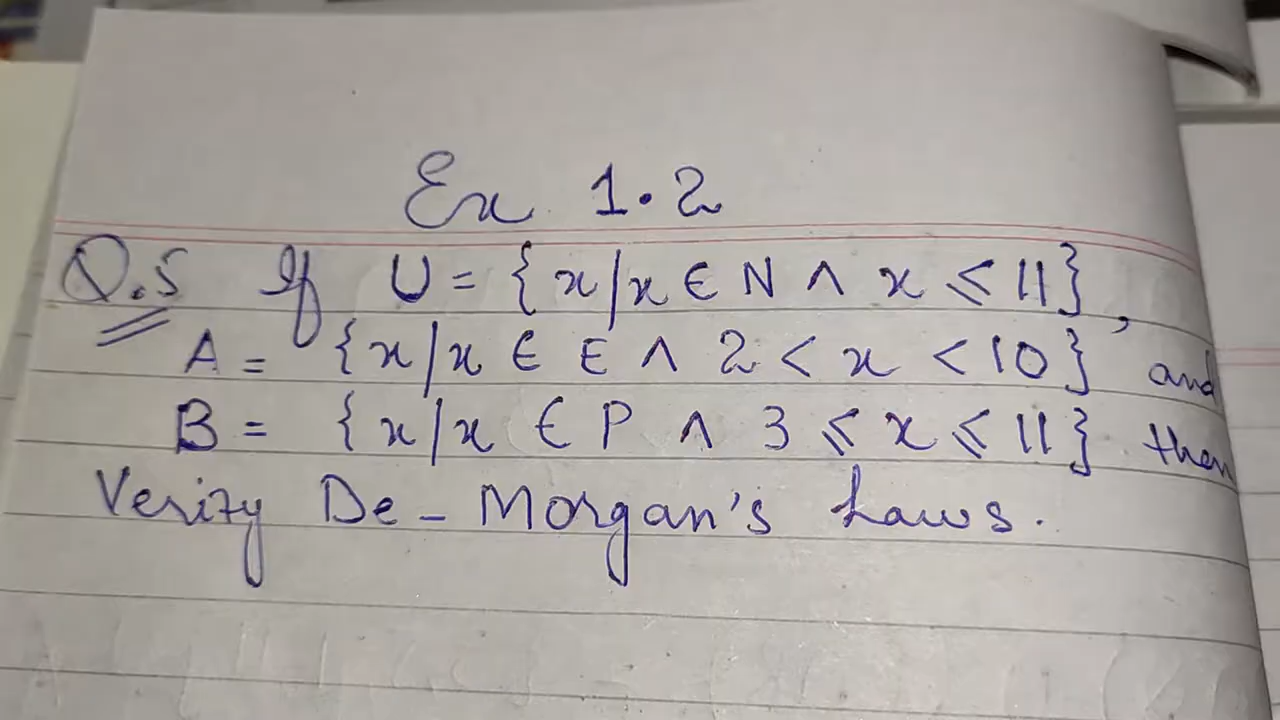 Ex 1.2
Q.5 If U = {x/x ∈ N ∧ x ≤ 11},
A = {x/x ∈ E ∧ 2 < x < 10} and
B = {x/x ∈ P ∧ 3 ≤ x ≤ 11} then
Verify De-Morgan's Laws.